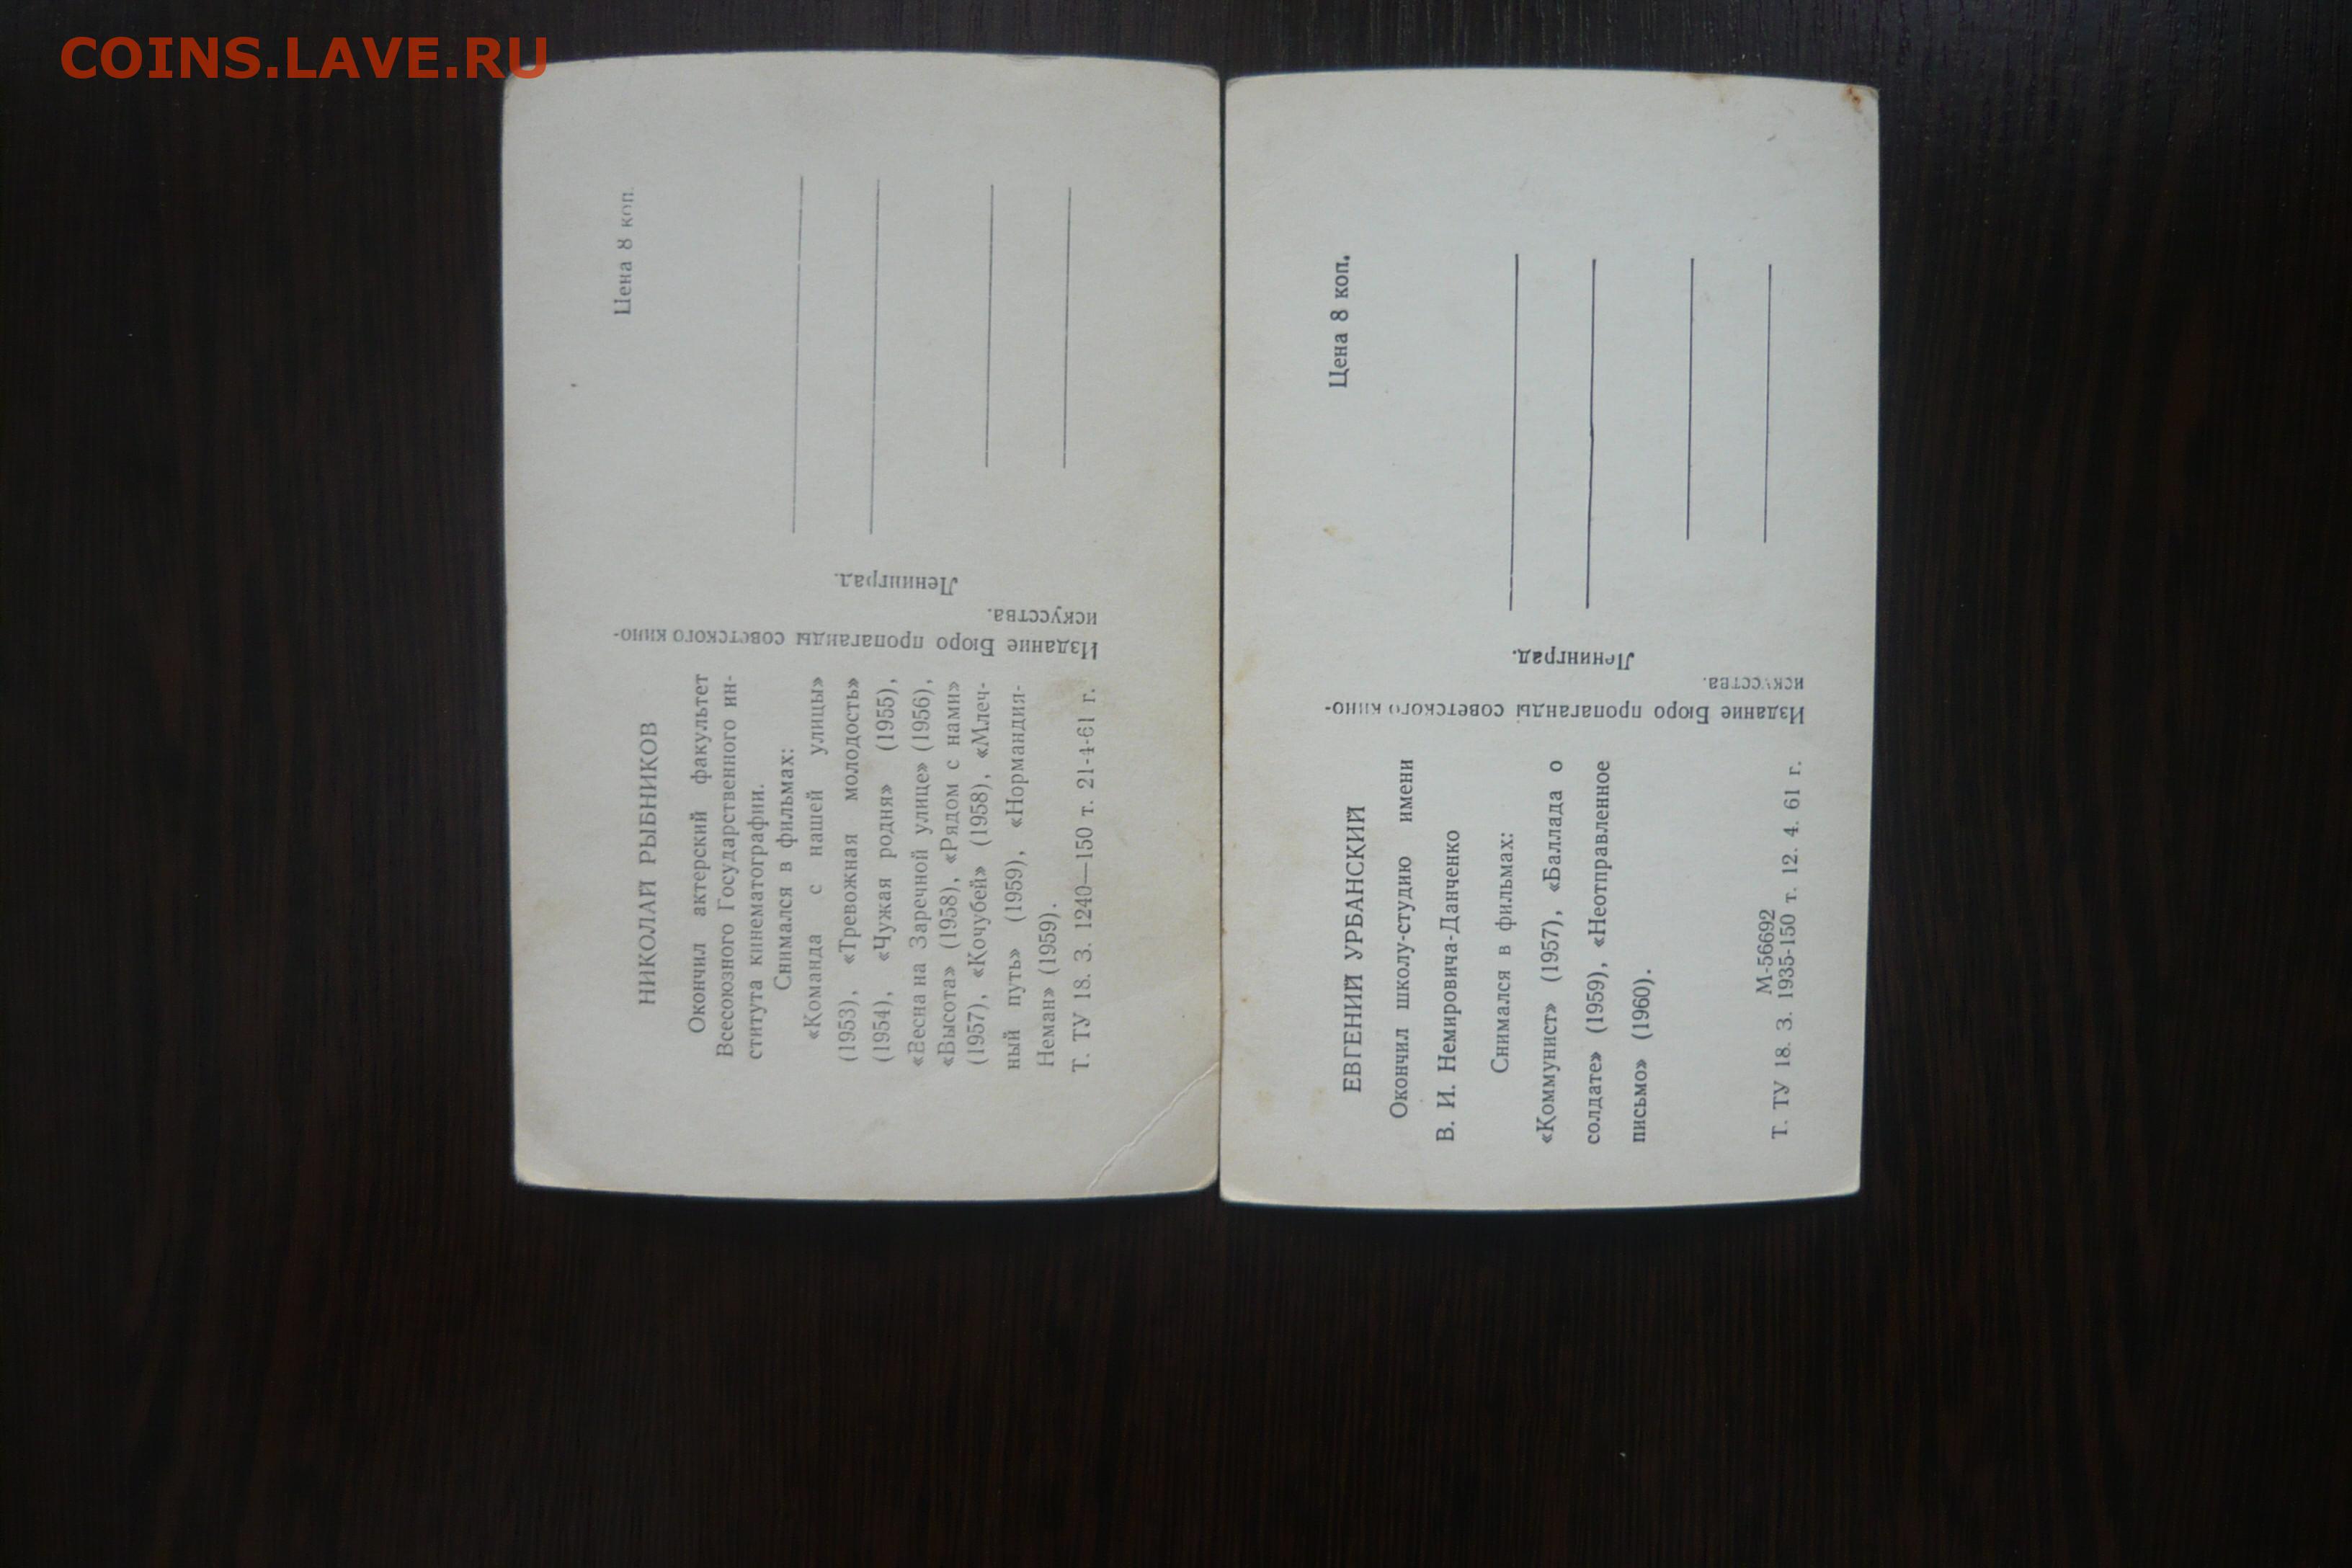 COINS.LAVE.RU
НИКОЛАЙ РЫБНИКОВ
Окончил актерский факультет
Всесоюзного Государственного ин-
ститута кинематографии.
Снимался в фильмах:
«Команда с нашей улицы»
(1953), «Тревожная молодость»
(1954), «Чужая родня» (1955),
«Весна на Заречной улице» (1956),
«Высота» (1958), «Рядом с нами»
(1957), «Кочубей» (1958), «Млеч-
ный путь» (1959), «Нормандия-
Неман» (1959).
Т. ТУ 18. З. 1240—150 т. 21-4-61 г.
Издание Бюро пропаганды советского кино-
искусства.
Ленинград.
Цена 8 коп.
ЕВГЕНИЙ УРБАНСКИЙ
Окончил школу-студию имени
В. И. Немировича-Данченко
Снимался в фильмах:
«Коммунист» (1957), «Баллада о
солдате» (1959), «Неотправленное
письмо» (1960).
М-56692
Т. ТУ 18. З. 1935-150 т. 12. 4. 61 г.
Издание Бюро пропаганды советского кино-
искусства.
Ленинград.
Цена 8 коп.